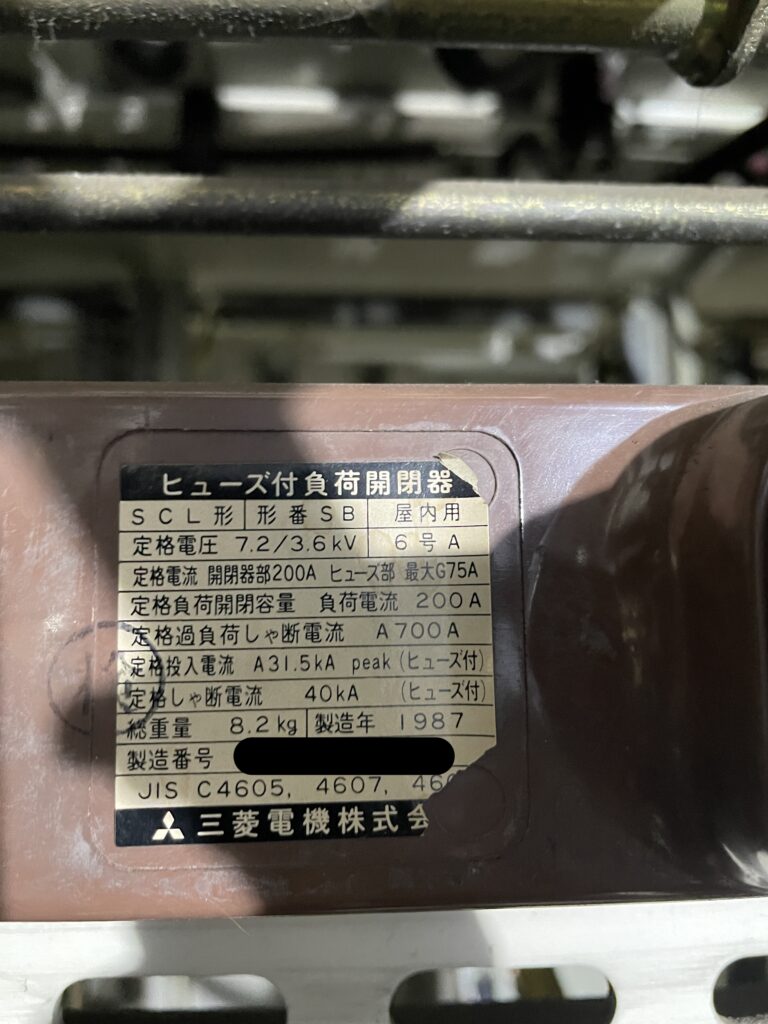 ヒューズ付負荷開閉器
SCL形 形番SB 屋内用
定格電圧 7.2/3.6kV 6号A
定格電流 開閉器部200A ヒューズ部 最大G75A
定格負荷開閉容量 負荷電流 200A
定格過負荷しゃ断電流 A700A
定格投入電流 A31.5kA peak (ヒューズ付)
定格しゃ断電流 40kA (ヒューズ付)
総重量 8.2kg 製造年 1987
製造番号
JIS C4605, 4607,
三菱電機株式会